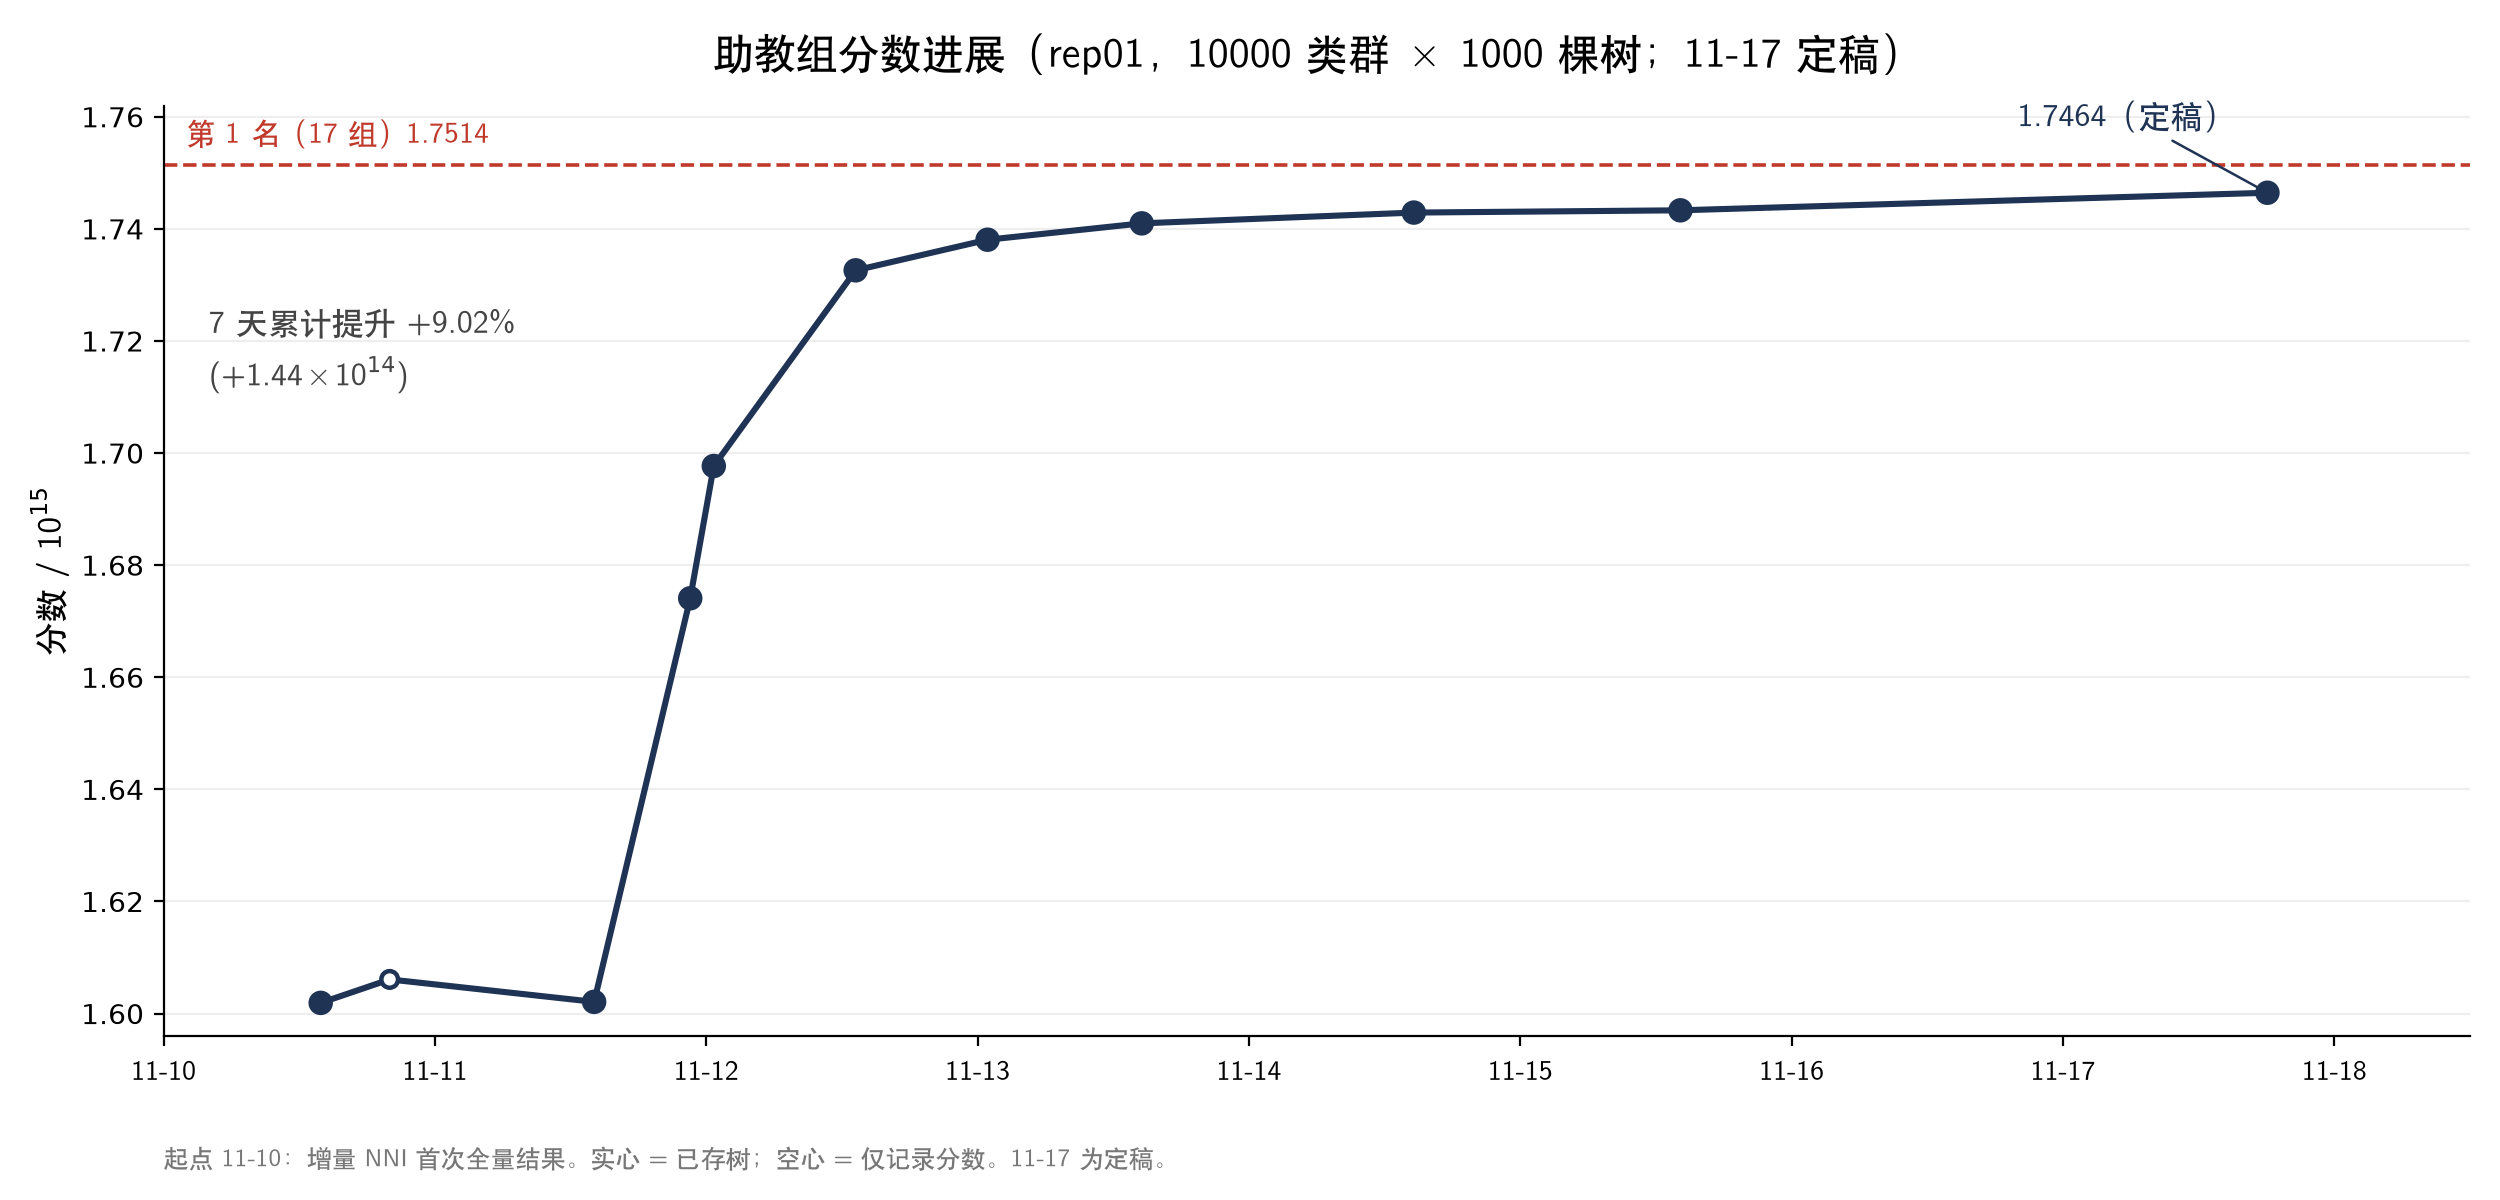 助教组分数进展 (rep01, 10000 类群 × 1000 棵树; 11-17 定稿)
1.76
第 1 名 (17 组) 1.7514
1.7464 (定稿)
1.74
7 天累计提升 +9.02%
(+1.44×10¹⁴)
1.72
1.70
1.68
1.66
1.64
1.62
1.60
分数 / 10¹⁵
11-10 11-11 11-12 11-13 11-14 11-15 11-16 11-17 11-18
起点 11-10: 增量 NNI 首次全量结果。实心 = 已存树; 空心 = 仅记录分数。11-17 为定稿。